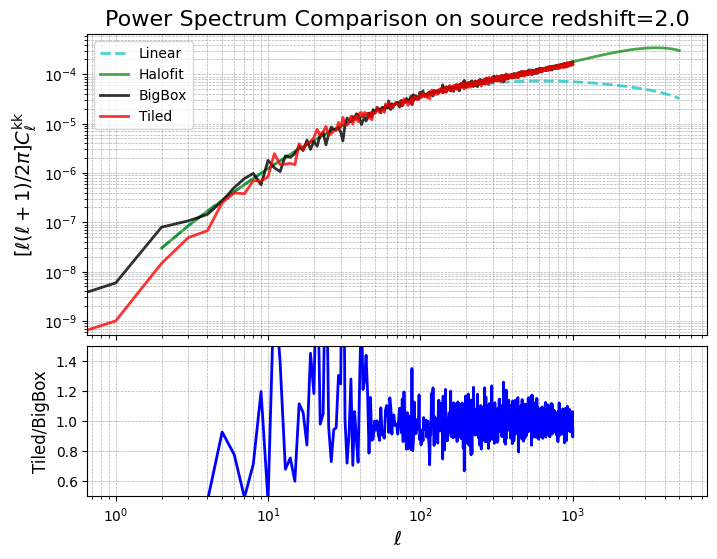 Power Spectrum Comparison on source redshift=2.0
Linear
Halofit
BigBox
Tiled
[ℓ(ℓ + 1)/2π]C_ℓ^kk
10⁻⁴
10⁻⁵
10⁻⁶
10⁻⁷
10⁻⁸
10⁻⁹
Tiled/BigBox
1.4
1.2
1.0
0.8
0.6
10⁰ 10¹ 10² 10³
ℓ